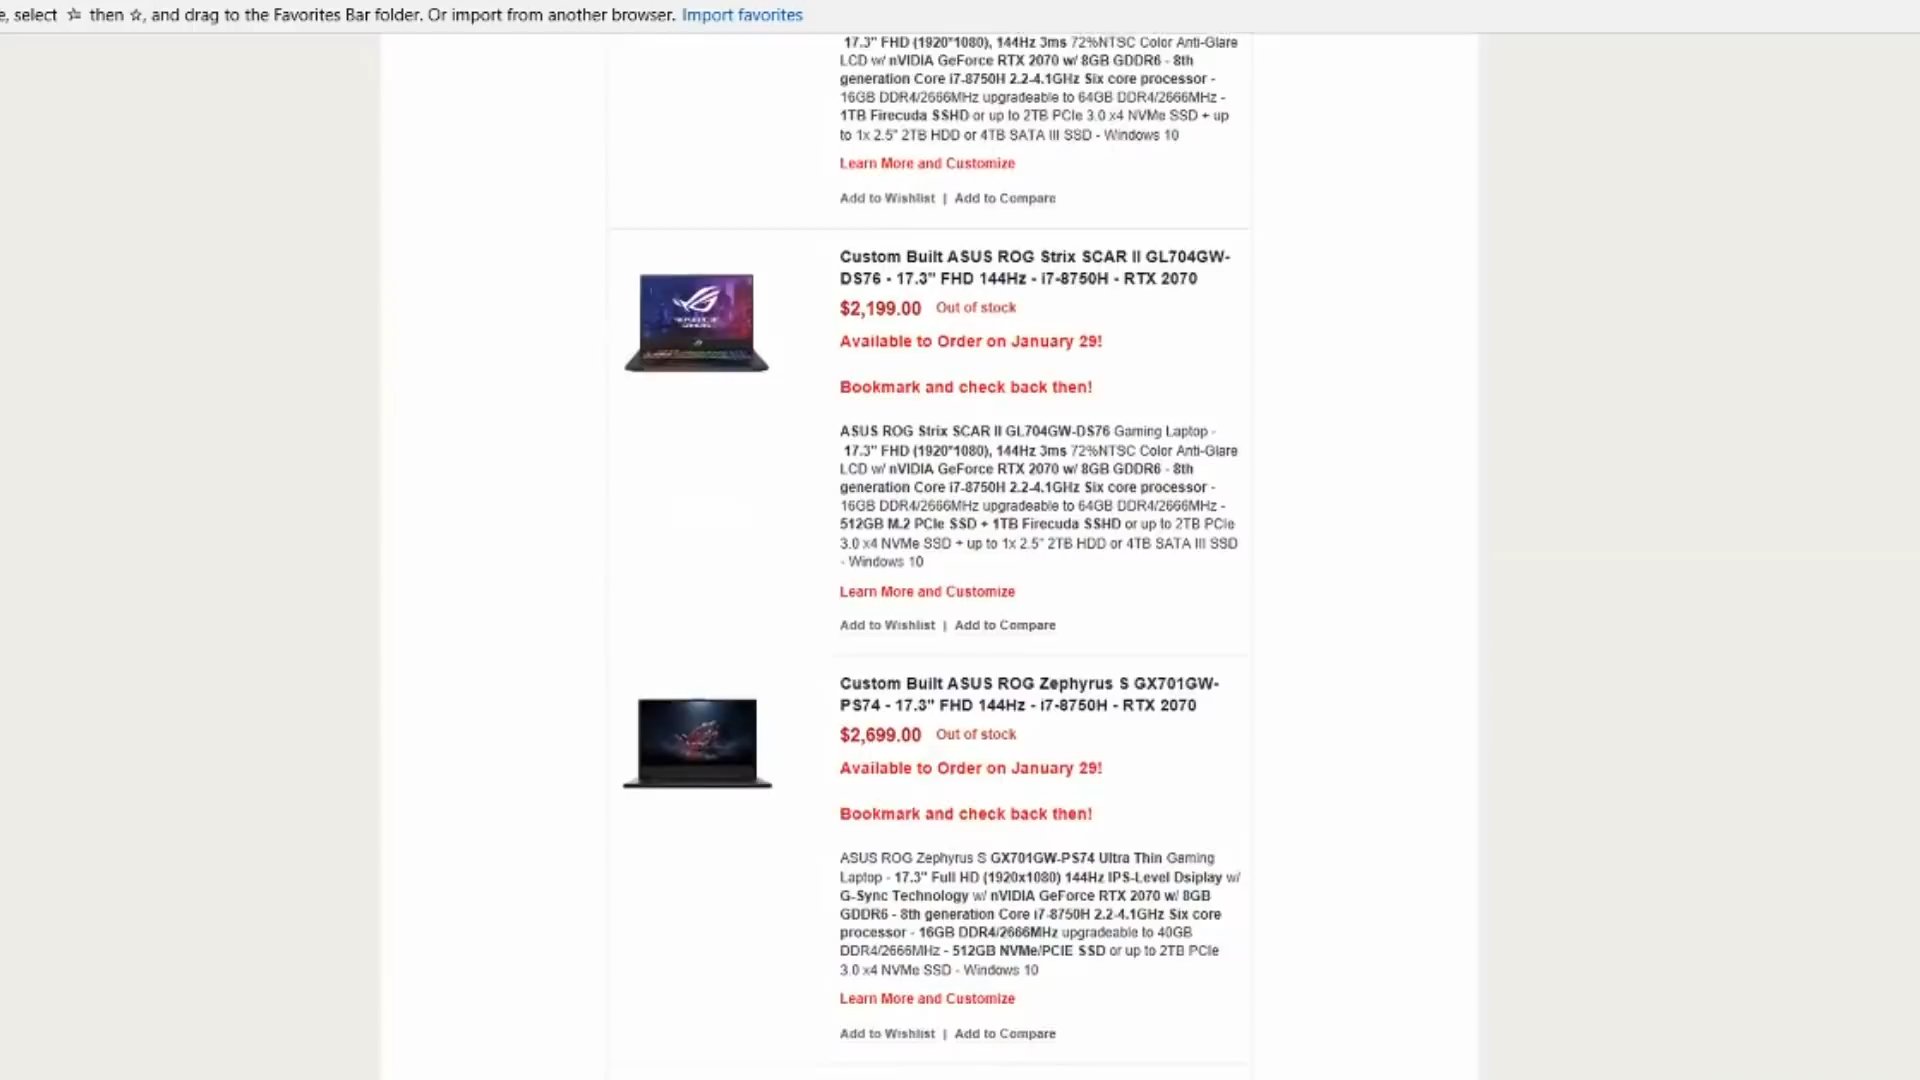 e, select ☆ then ☆, and drag to the Favorites Bar folder. Or import from another browser. Import favorites
17.3" FHD (1920*1080), 144Hz 3ms 72%NTSC Color Anti-Glare
LCD w/ nVIDIA GeForce RTX 2070 w/ 8GB GDDR6 - 8th
generation Core i7-8750H 2.2-4.1GHz Six core processor -
16GB DDR4/2666MHz upgradeable to 64GB DDR4/2666MHz -
1TB Firecuda SSHD or up to 2TB PCIe 3.0 x4 NVMe SSD + up
to 1x 2.5" 2TB HDD or 4TB SATA III SSD - Windows 10
Learn More and Customize
Add to Wishlist | Add to Compare
Custom Built ASUS ROG Strix SCAR II GL704GW-
DS76 - 17.3" FHD 144Hz - i7-8750H - RTX 2070
$2,199.00 Out of stock
Available to Order on January 29!
Bookmark and check back then!
ASUS ROG Strix SCAR II GL704GW-DS76 Gaming Laptop -
17.3" FHD (1920*1080), 144Hz 3ms 72%NTSC Color Anti-Glare
LCD w/ nVIDIA GeForce RTX 2070 w/ 8GB GDDR6 - 8th
generation Core i7-8750H 2.2-4.1GHz Six core processor -
16GB DDR4/2666MHz upgradeable to 64GB DDR4/2666MHz -
512GB M.2 PCIe SSD + 1TB Firecuda SSHD or up to 2TB PCIe
3.0 x4 NVMe SSD + up to 1x 2.5" 2TB HDD or 4TB SATA III SSD
- Windows 10
Learn More and Customize
Add to Wishlist | Add to Compare
Custom Built ASUS ROG Zephyrus S GX701GW-
PS74 - 17.3" FHD 144Hz - i7-8750H - RTX 2070
$2,699.00 Out of stock
Available to Order on January 29!
Bookmark and check back then!
ASUS ROG Zephyrus S GX701GW-PS74 Ultra Thin Gaming
Laptop - 17.3" Full HD (1920x1080) 144Hz IPS-Level Dsiplay w/
G-Sync Technology w/ nVIDIA GeForce RTX 2070 w/ 8GB
GDDR6 - 8th generation Core i7-8750H 2.2-4.1GHz Six core
processor - 16GB DDR4/2666MHz upgradeable to 40GB
DDR4/2666MHz - 512GB NVMe/PCIE SSD or up to 2TB PCIe
3.0 x4 NVMe SSD - Windows 10
Learn More and Customize
Add to Wishlist | Add to Compare